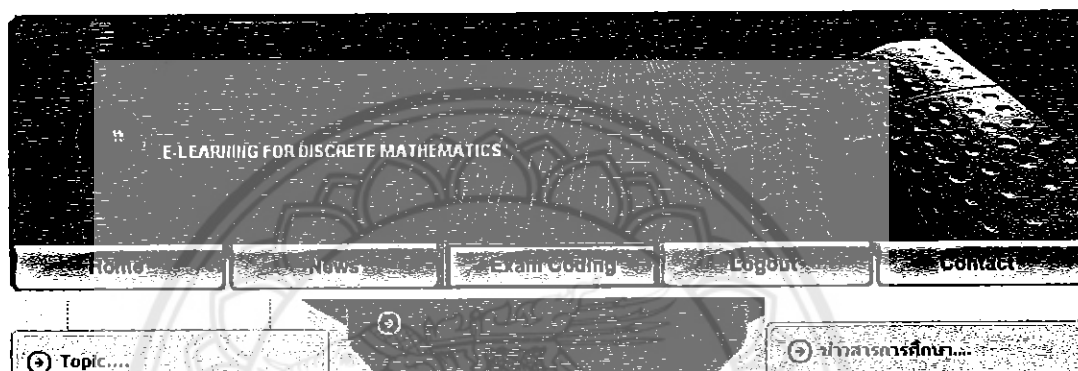 E-LEARNING FOR DISCRETE MATHEMATICS
Home
News
Exam Coding
Logout
Contact
Topic....
ข่าวสารการศึกษา....